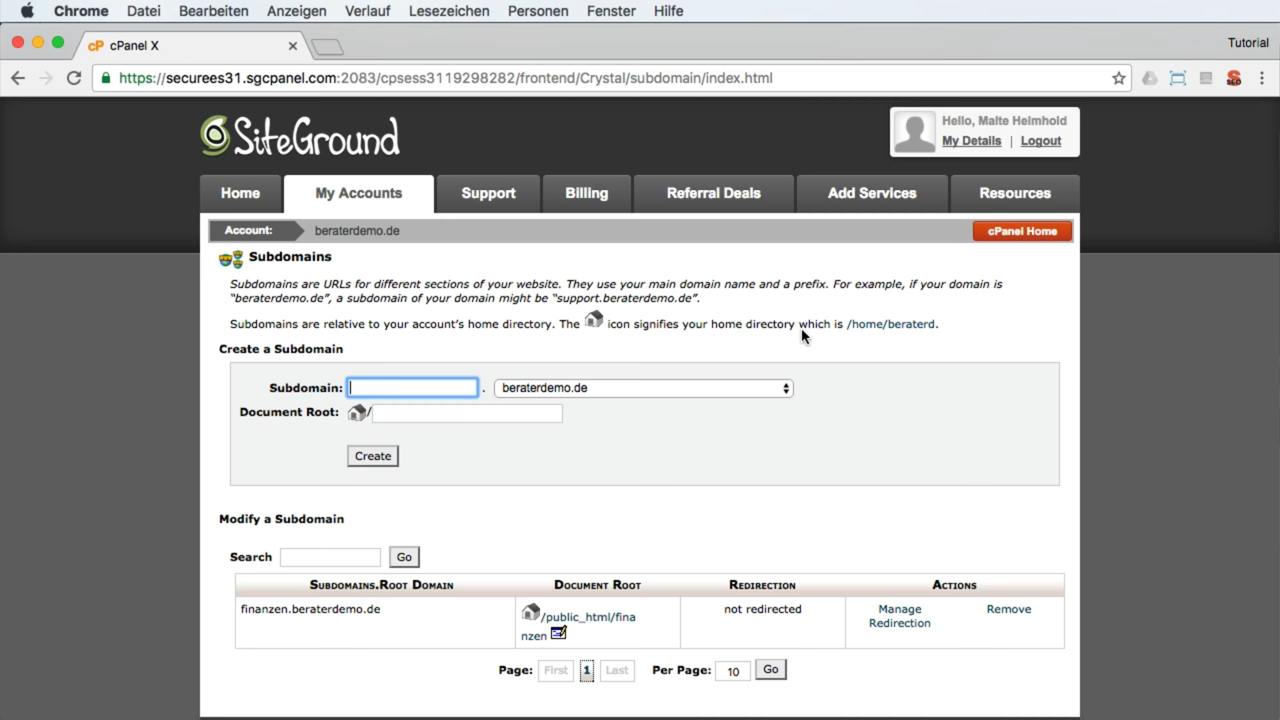 Chrome Datei Bearbeiten Anzeigen Verlauf Lesezeichen Personen Fenster Hilfe
cP cPanel X
Tutorial
https://securees31.sgcpanel.com:2083/cpsess3119298282/frontend/Crystal/subdomain/index.html
SEO
SiteGround
Hello, Malte Helmhold
My Details | Logout
Home My Accounts Support Billing Referral Deals Add Services Resources
Account: beraterdemo.de cPanel Home
Subdomains
Subdomains are URLs for different sections of your website. They use your main domain name and a prefix. For example, if your domain is
"beraterdemo.de", a subdomain of your domain might be "support.beraterdemo.de".
Subdomains are relative to your account's home directory. The icon signifies your home directory which is /home/beraterd.
Create a Subdomain
Subdomain: . beraterdemo.de
Document Root: /
Create
Modify a Subdomain
Search Go
Subdomains.Root Domain Document Root Redirection Actions
finanzen.beraterdemo.de /public_html/fina not redirected Manage Remove
nzen Redirection
Page: First 1 Last Per Page: 10 Go